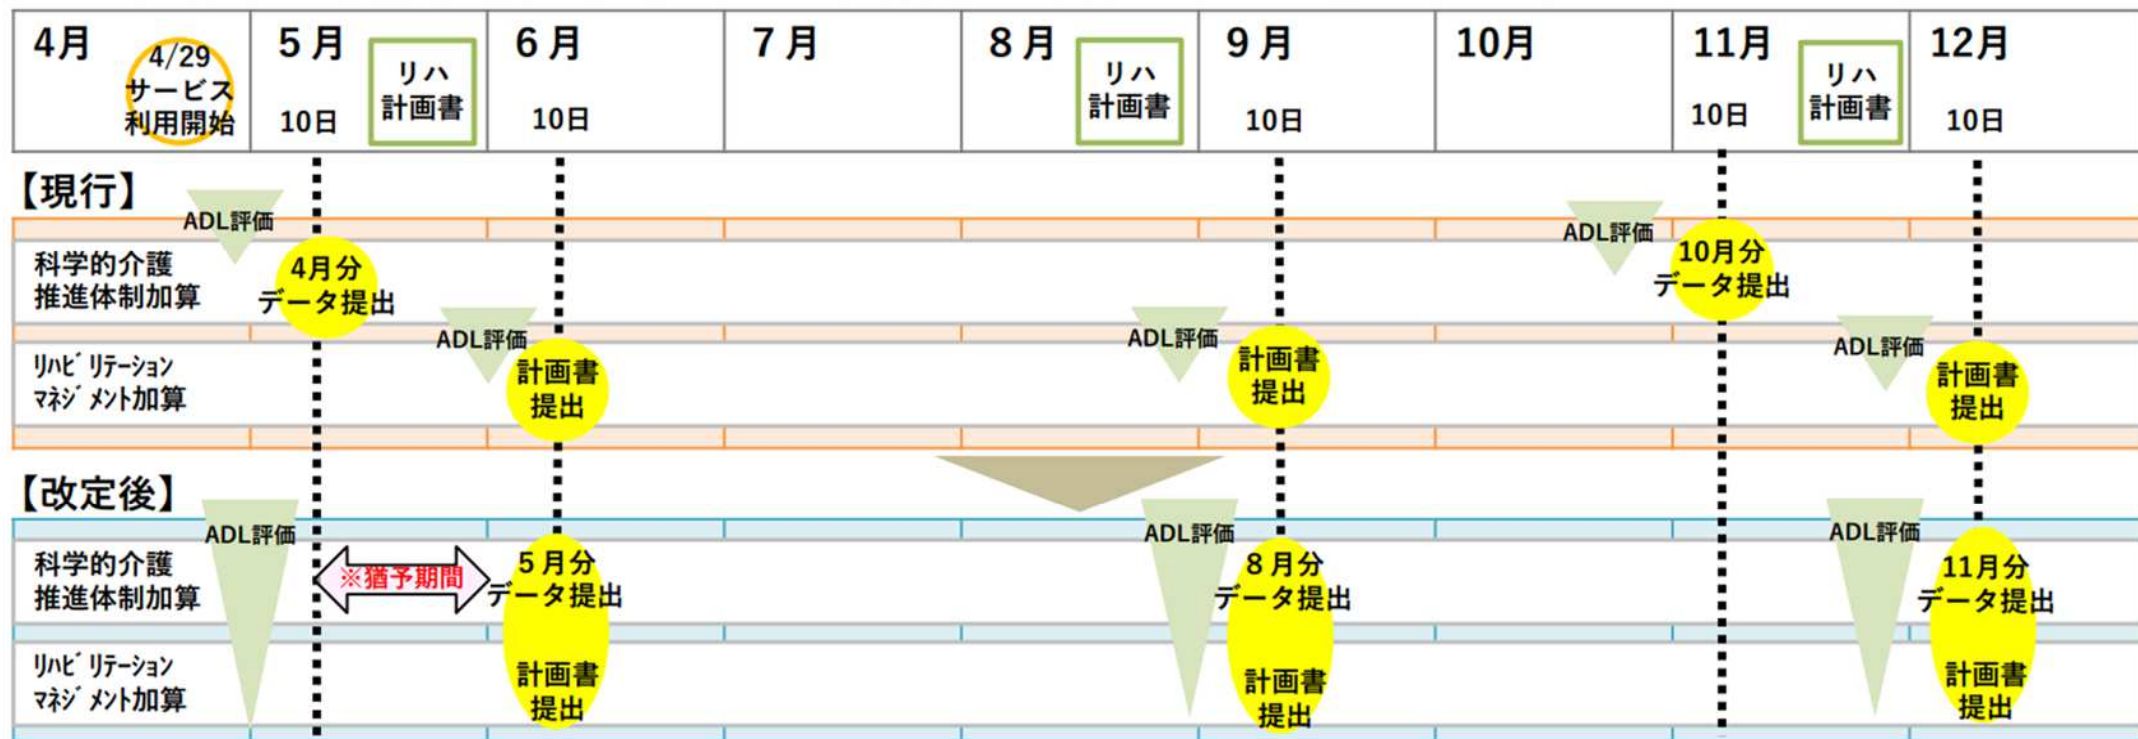 4月
4/29
サービス
利用開始
5月
10日
リハ
計画書
6月
10日
7月
8月
リハ
計画書
9月
10日
10月
11月
10日
リハ
計画書
12月
10日
【現行】
ADL評価
ADL評価
科学的介護
推進体制加算
4月分
データ提出
10月分
データ提出
ADL評価
ADL評価
ADL評価
リハビリテーション
マネジメント加算
計画書
提出
計画書
提出
計画書
提出
【改定後】
ADL評価
ADL評価
ADL評価
科学的介護
推進体制加算
※猶予期間
5月分
データ提出
8月分
データ提出
11月分
データ提出
リハビリテーション
マネジメント加算
計画書
提出
計画書
提出
計画書
提出